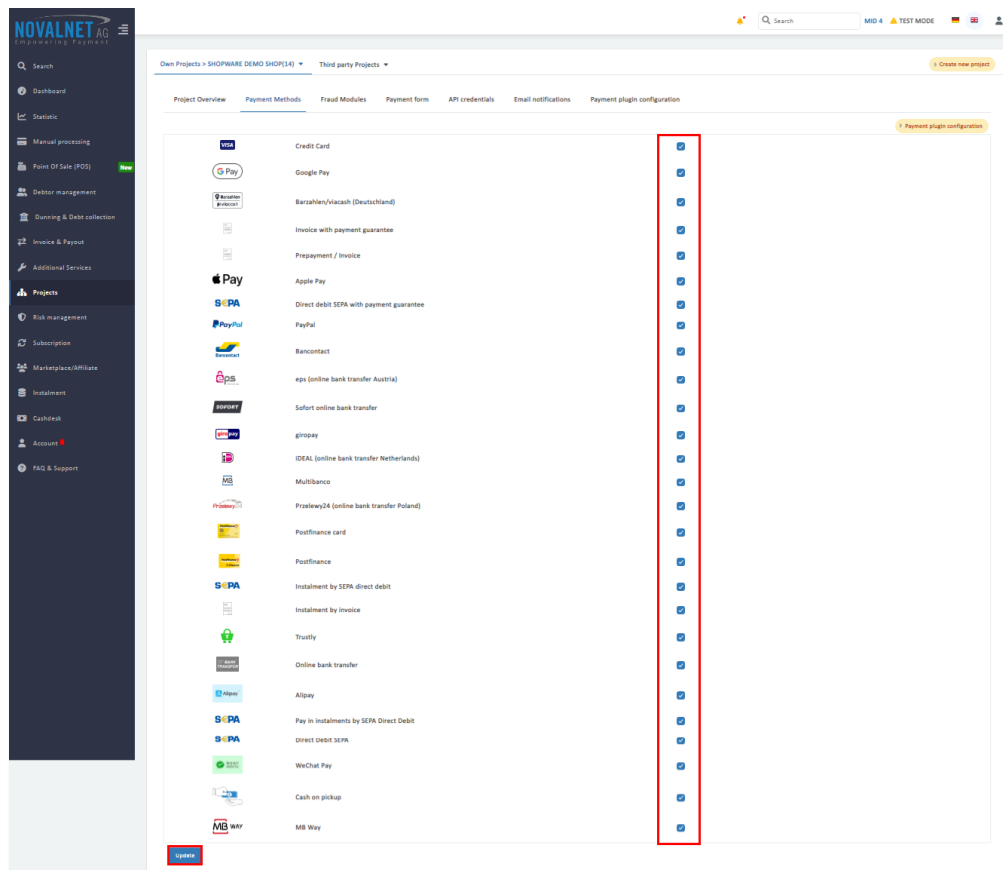 NOVALNET AG
Empowering Payment
Search
MID 4
TEST MODE
Search
Dashboard
Statistic
Manual processing
Point Of Sale (POS)
New
Debtor management
Dunning & Debt collection
Invoice & Payout
Additional Services
Projects
Risk management
Subscription
Marketplace/Affiliate
Instalment
Cashdesk
Account
FAQ & Support
Own Projects > SHOPWARE DEMO SHOP(14)
Third party Projects
Create new project
Project Overview
Payment Methods
Fraud Modules
Payment form
API credentials
Email notifications
Payment plugin configuration
Payment plugin configuration
VISA
Credit Card
G Pay
Google Pay
Barzahlen
viacash
Barzahlen/viacash (Deutschland)
Invoice with payment guarantee
Prepayment / Invoice
Pay
Apple Pay
SEPA
Direct debit SEPA with payment guarantee
PayPal
PayPal
Bancontact
Bancontact
eps
eps (online bank transfer Austria)
SOFORT
Sofort online bank transfer
giropay
giropay
iDEAL (online bank transfer Netherlands)
MB
Multibanco
Przelewy24
Przelewy24 (online bank transfer Poland)
Postfinance card
Postfinance
SEPA
Instalment by SEPA direct debit
Instalment by invoice
Trustly
BANK
TRANSFER
Online bank transfer
Alipay
Alipay
SEPA
Pay in instalments by SEPA Direct Debit
SEPA
Direct Debit SEPA
WeChat Pay
Cash on pickup
MB WAY
MB Way
Update